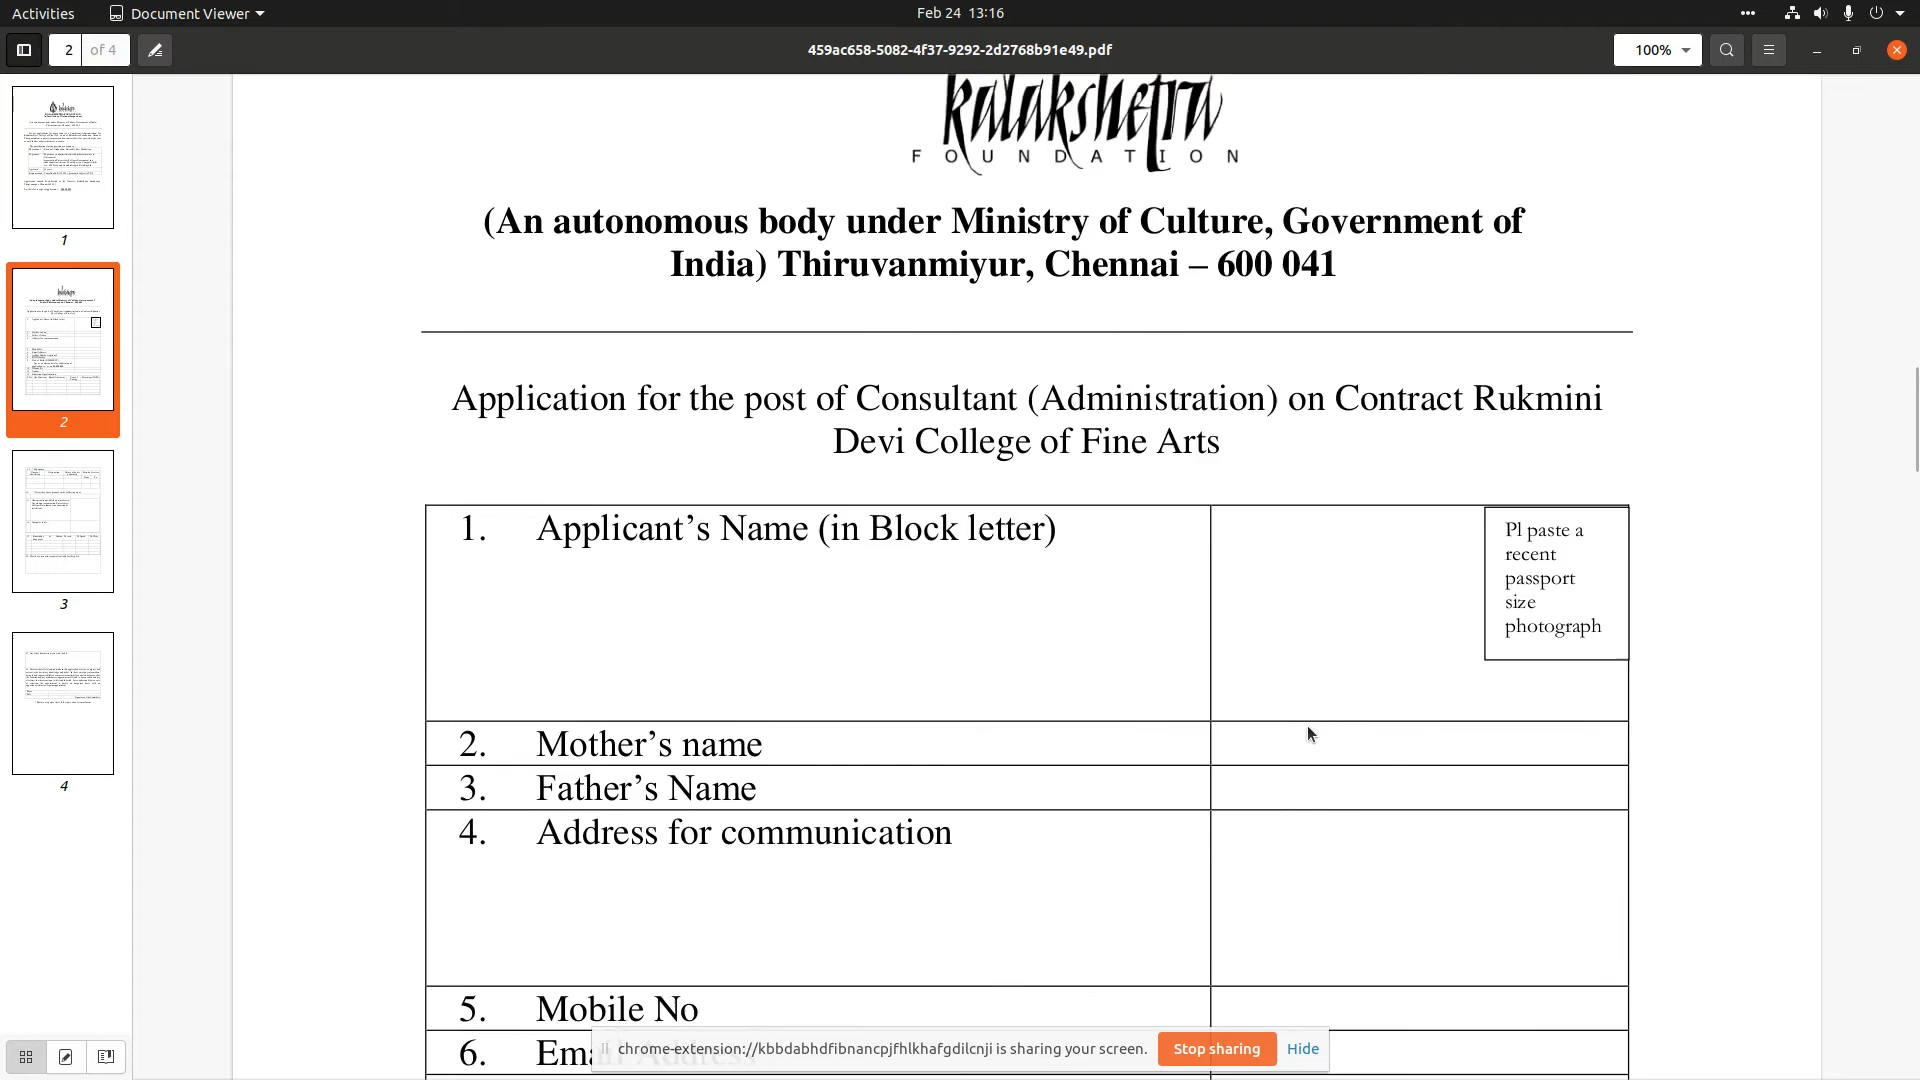 Activities
Document Viewer
Feb 24 13:16
2 of 4
459ac658-5082-4f37-9292-2d2768b91e49.pdf
100%
kalakshetra
FOUNDATION
(An autonomous body under Ministry of Culture, Government of
India) Thiruvanmiyur, Chennai – 600 041
Application for the post of Consultant (Administration) on Contract Rukmini
Devi College of Fine Arts
1. Applicant’s Name (in Block letter)
Pl paste a
recent
passport
size
photograph
2. Mother’s name
3. Father’s Name
4. Address for communication
5. Mobile No
6. Email Address
chrome-extension://kbbdabhdfibnancpjfhlkhafgdilcnji is sharing your screen.
Stop sharing
Hide
1
2
3
4